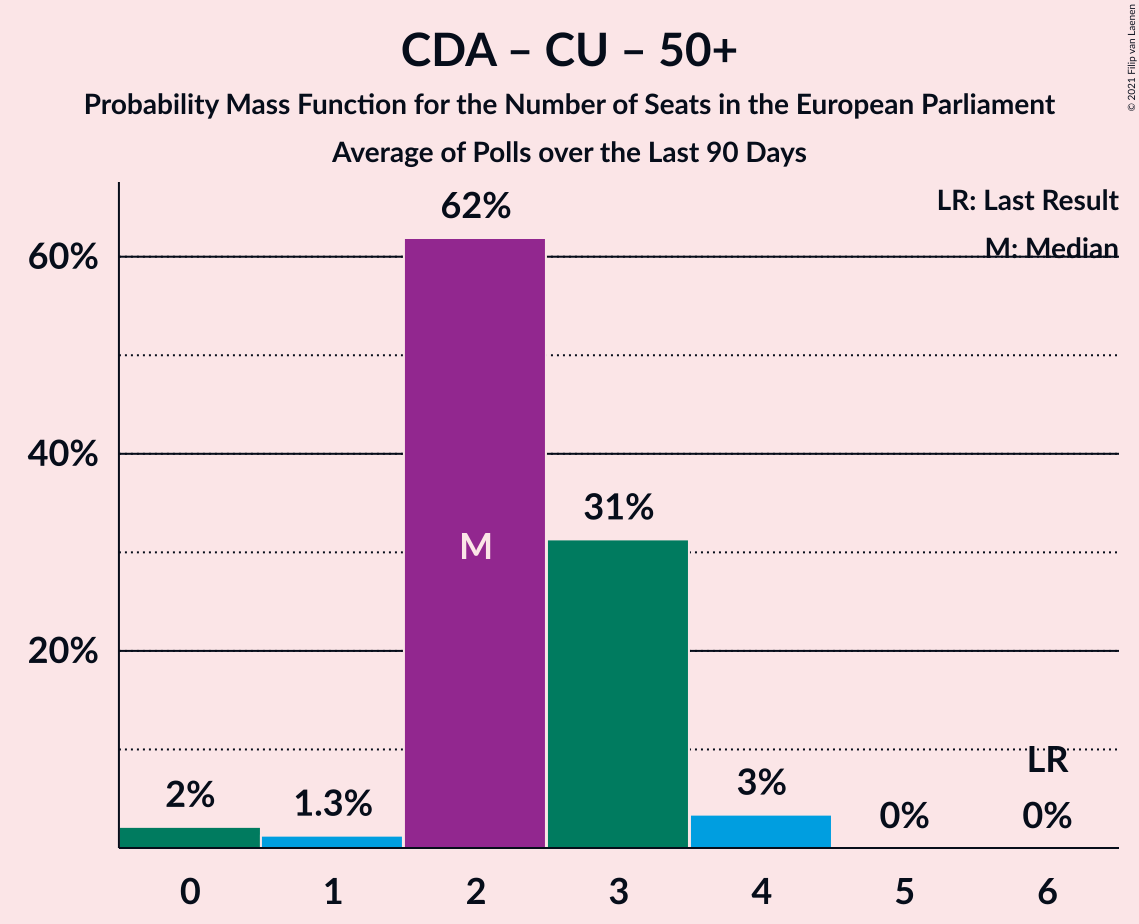 CDA – CU – 50+
Probability Mass Function for the Number of Seats in the European Parliament
Average of Polls over the Last 90 Days
© 2021 Filip van Laenen
LR: Last Result
M: Median
60%
40%
20%
62%
M
31%
2%
1.3%
3%
0%
LR
0%
0 1 2 3 4 5 6